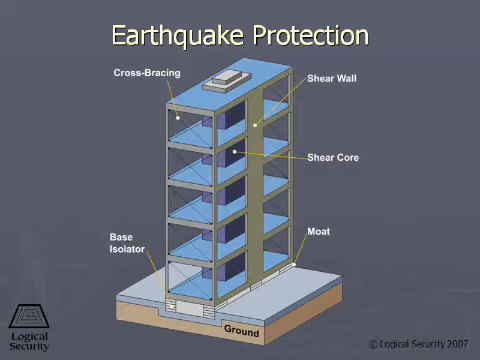 Earthquake Protection
Cross-Bracing
Shear Wall
Shear Core
Base
Isolator
Moat
Ground
Logical
Security
© Logical Security 2007